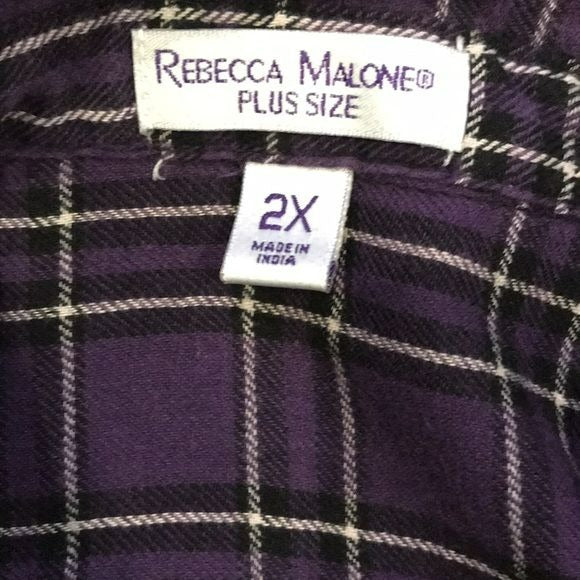 REBECCA MALONE®
PLUS SIZE
2X
MADE IN
INDIA